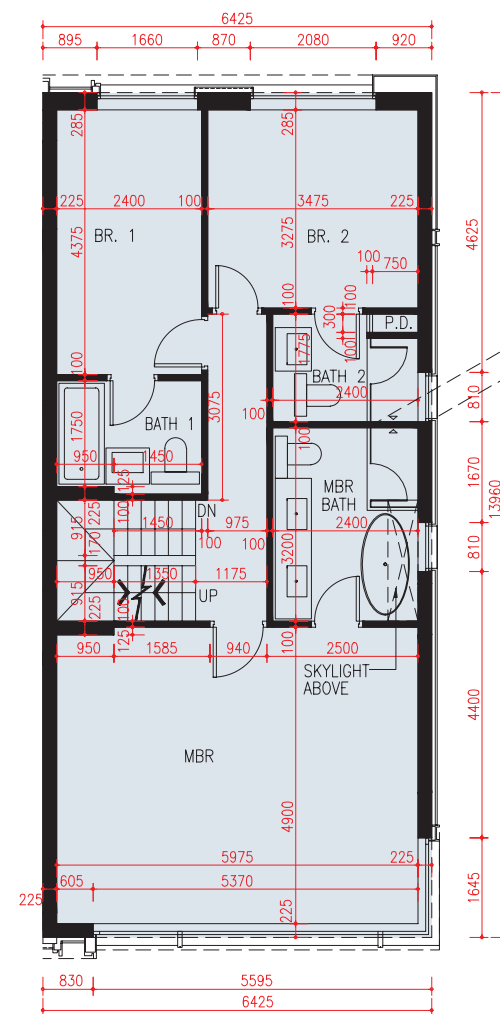 6425
895 1660 870 2080 920
285 285
225 2400 100 3475 225
4375 3275
BR. 1 BR. 2
4625
100 750
100 100
300
P.D.
1775 100
100
BATH 2
810
3075
2400
1750
100
BATH 1
100
950 1450
1670
13960
MBR
BATH
125
225 100
DN
915 1450 975 2400
170 100 100
3200
810
950 1350 1175
915
UP
225 100
125 100
950 1585 940 2500
SKYLIGHT
ABOVE
4400
MBR
4900
5975 225
605 5370
225
225
1645
830 5595
6425